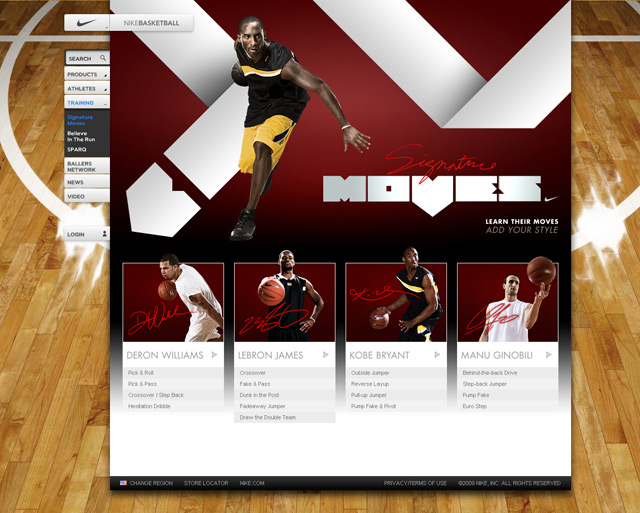 NIKEBASKETBALL
SEARCH
PRODUCTS
ATHLETES
TRAINING
Signature
Moves
Believe
In The Run
SPARQ
BALLERS
NETWORK
NEWS
VIDEO
LOGIN
Signature
MOVES
LEARN THEIR MOVES
ADD YOUR STYLE
DERON WILLIAMS
Pick & Roll
Pick & Pass
Crossover / Step Back
Hesitation Dribble
LEBRON JAMES
Crossover
Fake & Pass
Dunk in the Post
Fadeaway Jumper
Draw the Double Team
KOBE BRYANT
Outside Jumper
Reverse Layup
Pull-up Jumper
Pump Fake & Pivot
MANU GINOBILI
Behind-the-back Drive
Step-back Jumper
Pump Fake
Euro Step
CHANGE REGION
STORE LOCATOR
NIKE.COM
PRIVACY/TERMS OF USE
©2009 NIKE, INC. ALL RIGHTS RESERVED